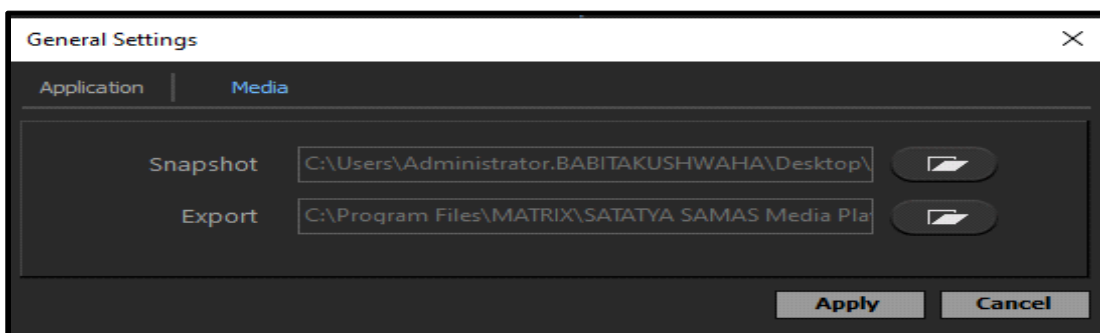 General Settings
Application Media
Snapshot C:\Users\Administrator.BABITAKUSHWAHA\Desktop\
Export C:\Program Files\MATRIX\SATATYA SAMAS Media Pla
Apply Cancel